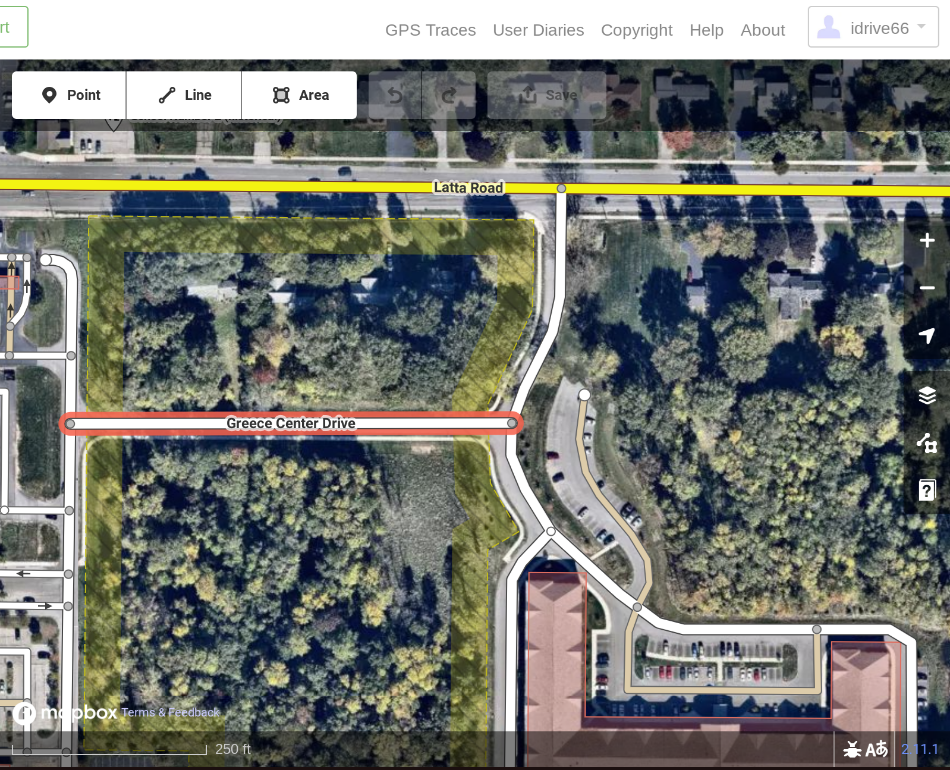 rt
GPS Traces User Diaries Copyright Help About idrive66
Point Line Area Save
Latta Road
Greece Center Drive
mapbox Terms & Feedback
250 ft
Aあ 2.11.1